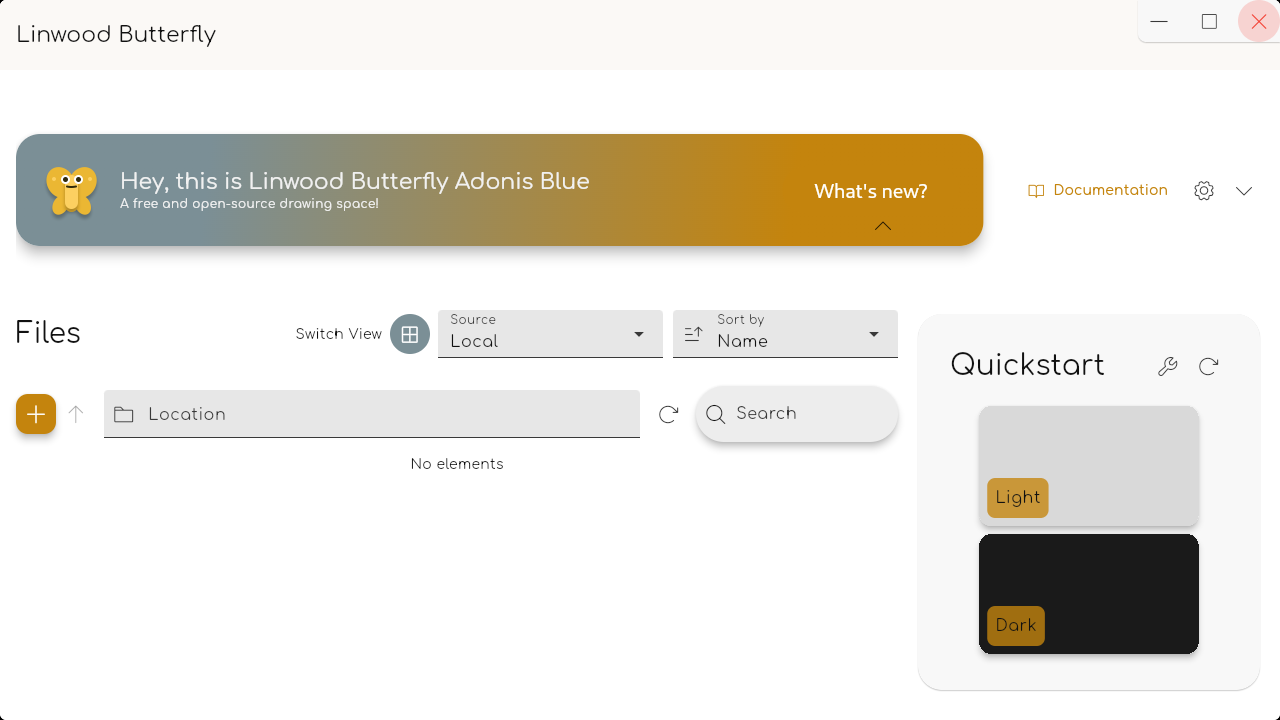 Linwood Butterfly
Hey, this is Linwood Butterfly Adonis Blue
A free and open-source drawing space!
What's new?
Documentation
Files
Switch View
Source
Local
Sort by
Name
Location
Search
No elements
Quickstart
Light
Dark